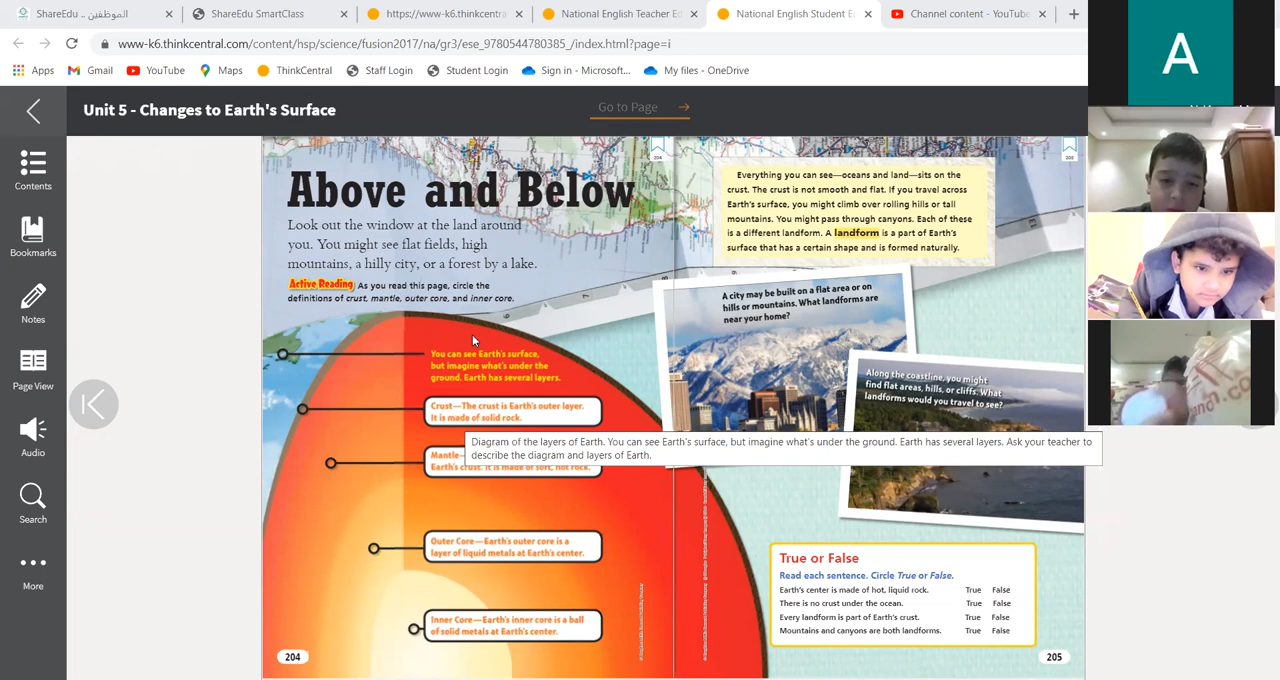 ShareEdu .. الموظفين
ShareEdu SmartClass
https://www-k6.thinkcentra
National English Teacher Ed
National English Student E
Channel content - YouTube
www-k6.thinkcentral.com/content/hsp/science/fusion2017/na/gr3/ese_9780544780385_/index.html?page=i
Apps
Gmail
YouTube
Maps
ThinkCentral
Staff Login
Student Login
Sign in - Microsoft...
My files - OneDrive
Unit 5 - Changes to Earth's Surface
Go to Page
Contents
Bookmarks
Notes
Page View
Audio
Search
More
A
204
Above and Below
Look out the window at the land around
you. You might see flat fields, high
mountains, a hilly city, or a forest by a lake.
Active Reading As you read this page, circle the
definitions of crust, mantle, outer core, and inner core.
You can see Earth's surface,
but imagine what's under the
ground. Earth has several layers.
Crust—The crust is Earth's outer layer.
It is made of solid rock.
Mantle—
Earth's crust. It is made of soft, hot rock.
Diagram of the layers of Earth. You can see Earth's surface, but imagine what's under the ground. Earth has several layers. Ask your teacher to
describe the diagram and layers of Earth.
Outer Core—Earth's outer core is a
layer of liquid metals at Earth's center.
Inner Core—Earth's inner core is a ball
of solid metals at Earth's center.
204
205
Everything you can see—oceans and land—sits on the
crust. The crust is not smooth and flat. If you travel across
Earth's surface, you might climb over rolling hills or tall
mountains. You might pass through canyons. Each of these
is a different landform. A landform is a part of Earth's
surface that has a certain shape and is formed naturally.
A city may be built on a flat area or on
hills or mountains. What landforms are
near your home?
Along the coastline, you might
find flat areas, hills, or cliffs. What
landforms would you travel to see?
True or False
Read each sentence. Circle True or False.
Earth's center is made of hot, liquid rock. True False
There is no crust under the ocean. True False
Every landform is part of Earth's crust. True False
Mountains and canyons are both landforms. True False
205